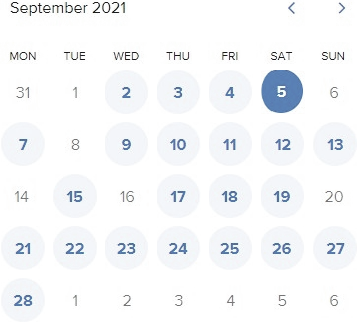 September 2021
MON TUE WED THU FRI SAT SUN
31 1 2 3 4 5 6
7 8 9 10 11 12 13
14 15 16 17 18 19 20
21 22 23 24 25 26 27
28 1 2 3 4 5 6